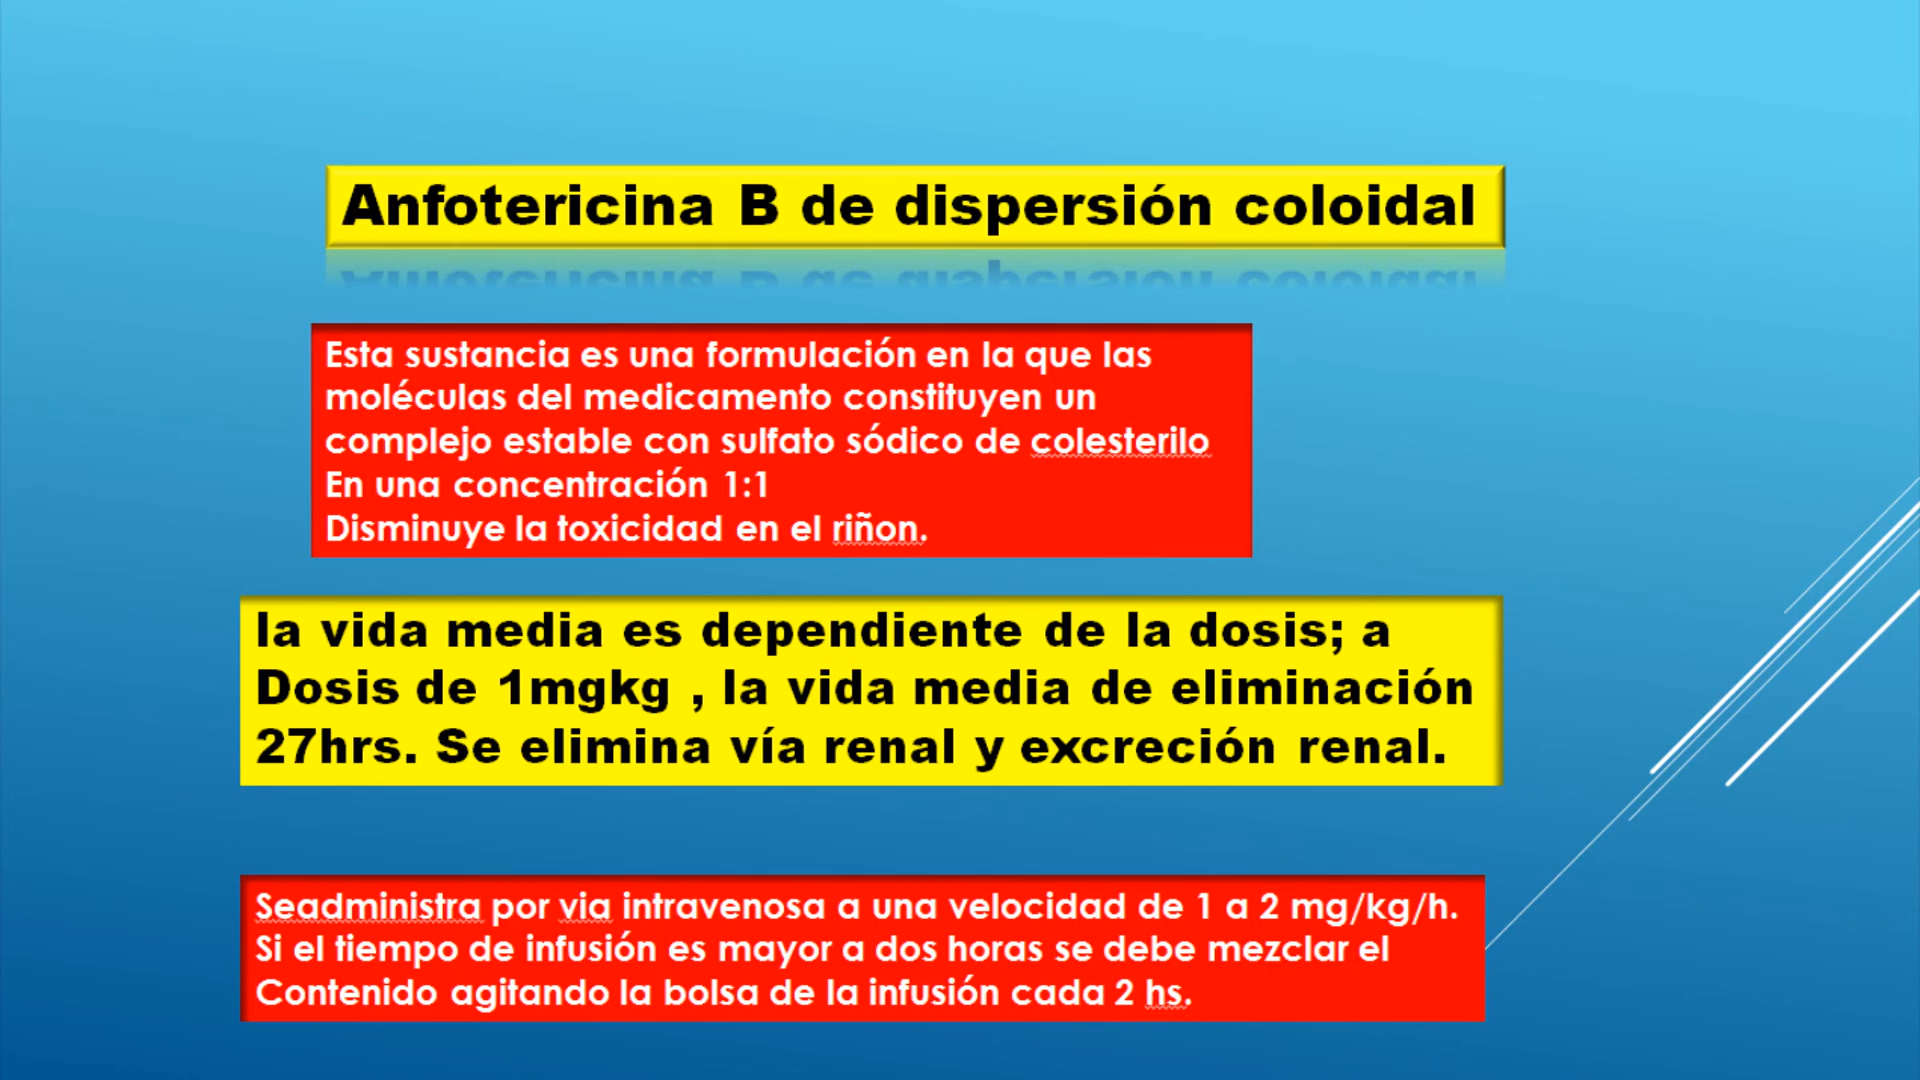 Anfotericina B de dispersión coloidal
Esta sustancia es una formulación en la que las
moléculas del medicamento constituyen un
complejo estable con sulfato sódico de colesterilo
En una concentración 1:1
Disminuye la toxicidad en el riñon.
la vida media es dependiente de la dosis; a
Dosis de 1mgkg , la vida media de eliminación
27hrs. Se elimina vía renal y excreción renal.
Seadministra por via intravenosa a una velocidad de 1 a 2 mg/kg/h.
Si el tiempo de infusión es mayor a dos horas se debe mezclar el
Contenido agitando la bolsa de la infusión cada 2 hs.